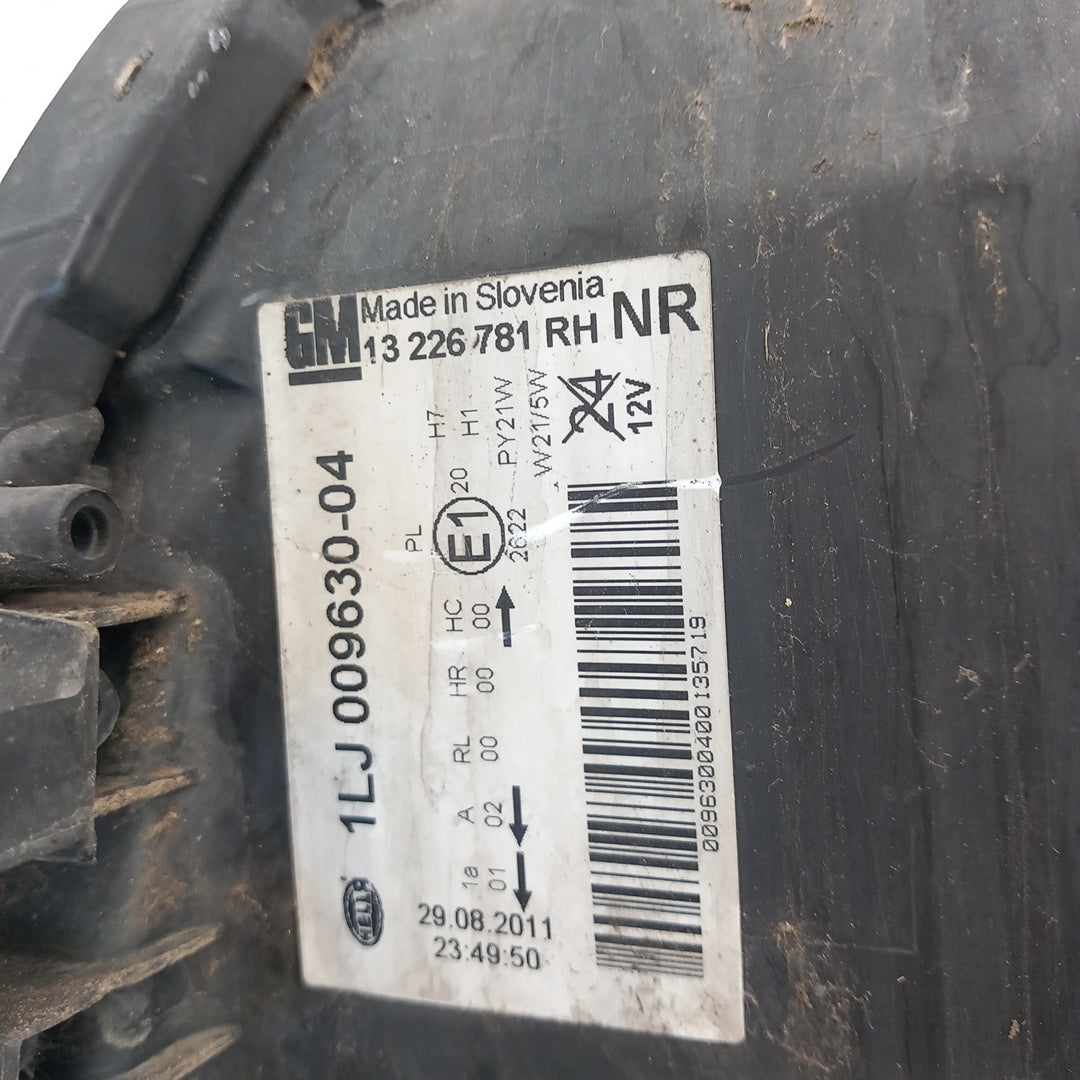 GM Made in Slovenia NR
13 226 781 RH
1LJ 009630-04
HELLA
PL H7
H1
E1 20
PY21W
W21/5W
2622
24
12V
1a A RL HR HC
01 02 00 00 00
29.08.2011
23:49:50
0096300400135719